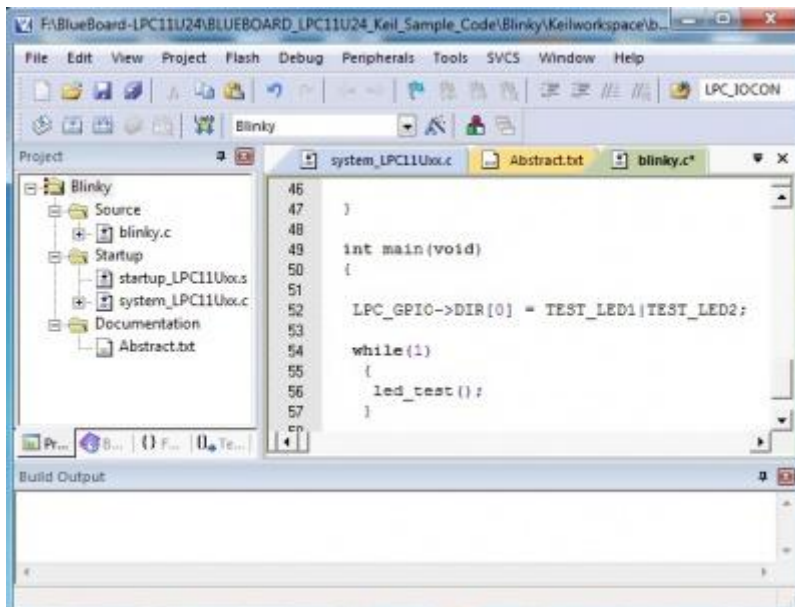 F:\BlueBoard-LPC11U24\BLUEBOARD_LPC11U24_Keil_Sample_Code\Blinky\Keilworkspace\b...
File Edit View Project Flash Debug Peripherals Tools SVCS Window Help
LPC_IOCON
Blinky
Project
Blinky
Source
blinky.c
Startup
startup_LPC11Uxx.s
system_LPC11Uxx.c
Documentation
Abstract.txt
Pr... B... {} F... 0 Te...
system_LPC11Uxx.c Abstract.txt blinky.c*
46
47 }
48
49 int main(void)
50 {
51
52 LPC_GPIO->DIR[0] = TEST_LED1|TEST_LED2;
53
54 while(1)
55 {
56 led_test();
57 }
Build Output